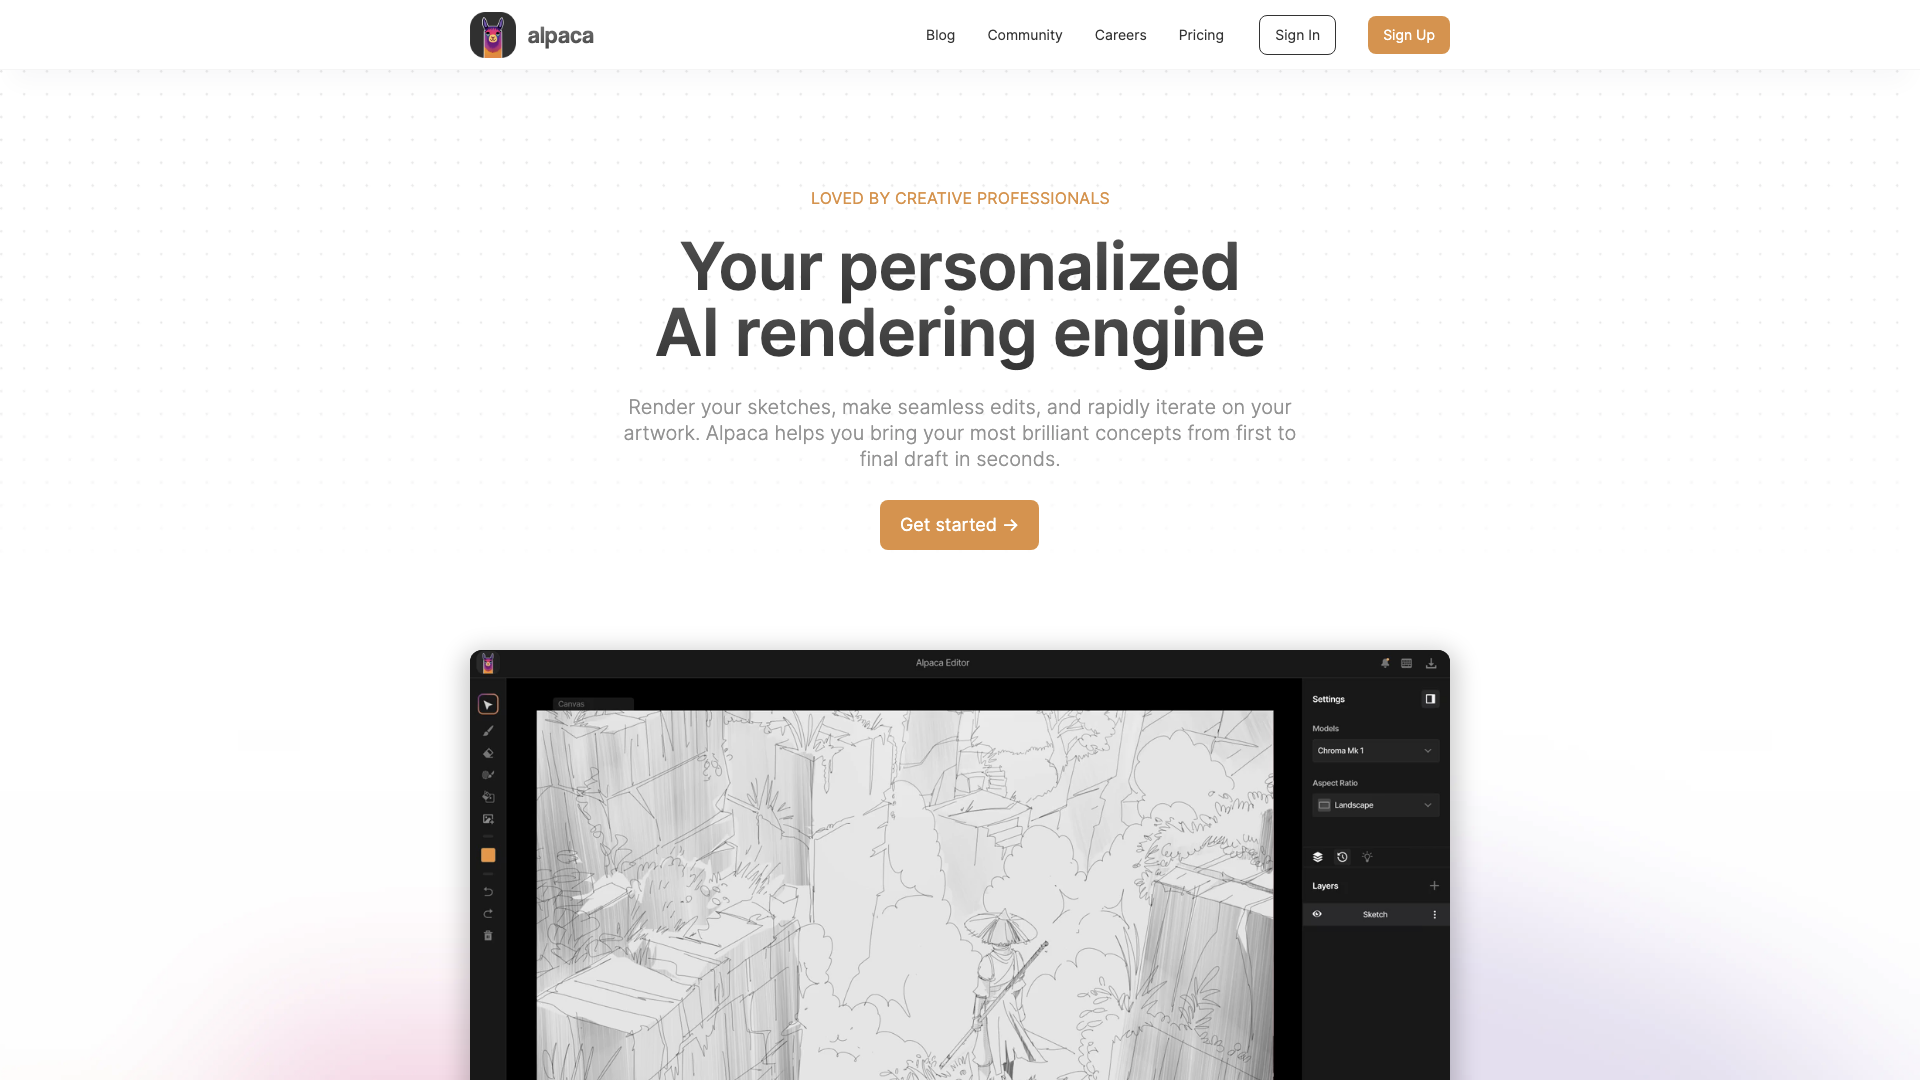 alpaca
Blog
Community
Careers
Pricing
Sign In
Sign Up
LOVED BY CREATIVE PROFESSIONALS
Your personalized
AI rendering engine
Render your sketches, make seamless edits, and rapidly iterate on your
artwork. Alpaca helps you bring your most brilliant concepts from first to
final draft in seconds.
Get started →
Alpaca Editor
Canvas
Settings
Models
Chroma Mk 1
Aspect Ratio
Landscape
Layers
Sketch